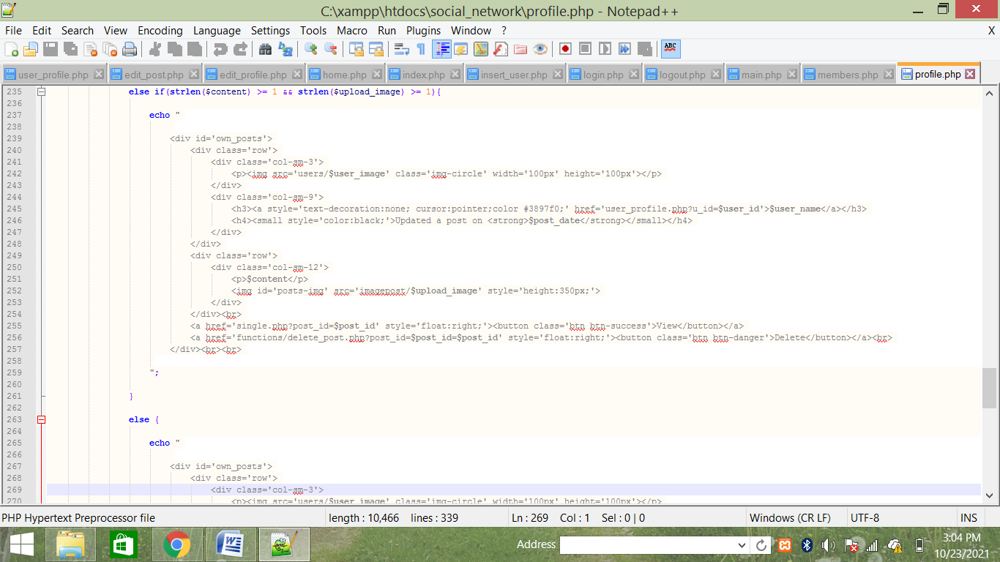 C:\xampp\htdocs\social_network\profile.php - Notepad++
File Edit Search View Encoding Language Settings Tools Macro Run Plugins Window ? X
ABC
user_profile.php edit_post.php edit_profile.php home.php index.php insert_user.php login.php logout.php main.php members.php profile.php
235 else if(strlen($content) >= 1 && strlen($upload_image) >= 1){
236
237 echo "
238
239 <div id='own_posts'>
240 <div class='row'>
241 <div class='col-sm-3'>
242 <p><img src='users/$user_image' class='img-circle' width='100px' height='100px'></p>
243 </div>
244 <div class='col-sm-9'>
245 <h3><a style='text-decoration:none; cursor:pointer;color #3897f0;' href='user_profile.php?u_id=$user_id'>$user_name</a></h3>
246 <h4><small style='color:black;'>Updated a post on <strong>$post_date</strong></small></h4>
247 </div>
248 </div>
249 <div class='row'>
250 <div class='col-sm-12'>
251 <p>$content</p>
252 <img id='posts-img' src='imagepost/$upload_image' style='height:350px;'>
253 </div>
254 </div><br>
255 <a href='single.php?post_id=$post_id' style='float:right;'><button class='btn btn-success'>View</button></a>
256 <a href='functions/delete_post.php?post_id=$post_id=$post_id' style='float:right;'><button class='btn btn-danger'>Delete</button></a><br>
257 </div><br><br>
258
259 ";
260
261 }
262
263 else {
264
265 echo "
266
267 <div id='own_posts'>
268 <div class='row'>
269 <div class='col-sm-3'>
270 <p><img src='users/$user_image' class='img-circle' width='100px' height='100px'></p>
PHP Hypertext Preprocessor file length : 10,466 lines : 339 Ln : 269 Col : 1 Sel : 0 | 0 Windows (CR LF) UTF-8 INS
Address
3:04 PM
10/23/2021